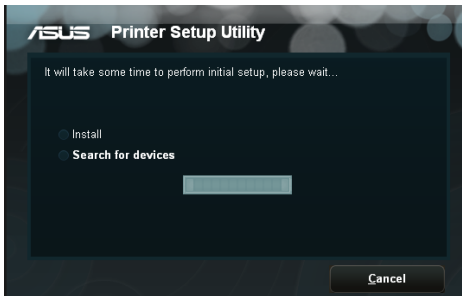 ASUS Printer Setup Utility
It will take some time to perform initial setup, please wait...
Install
Search for devices
Cancel